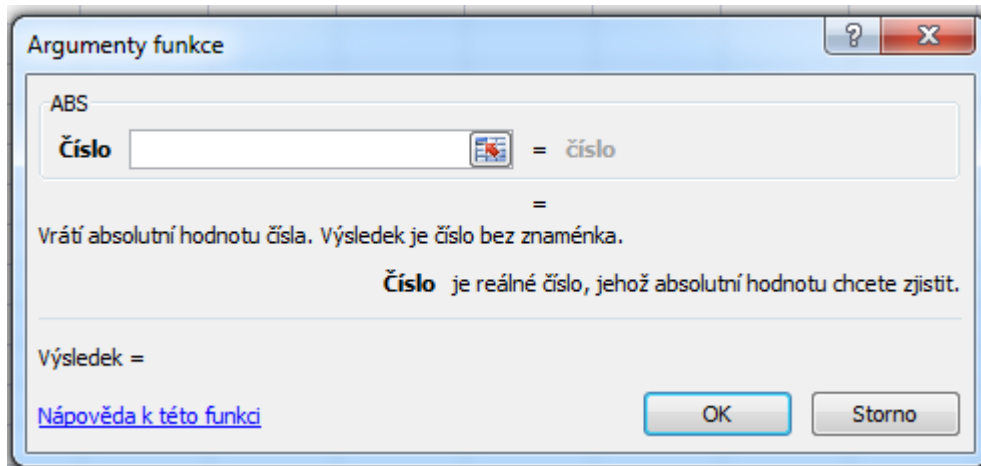 Argumenty funkce
ABS
Číslo = číslo
=
Vrátí absolutní hodnotu čísla. Výsledek je číslo bez znaménka.
Číslo je reálné číslo, jehož absolutní hodnotu chcete zjistit.
Výsledek =
Nápověda k této funkci OK Storno